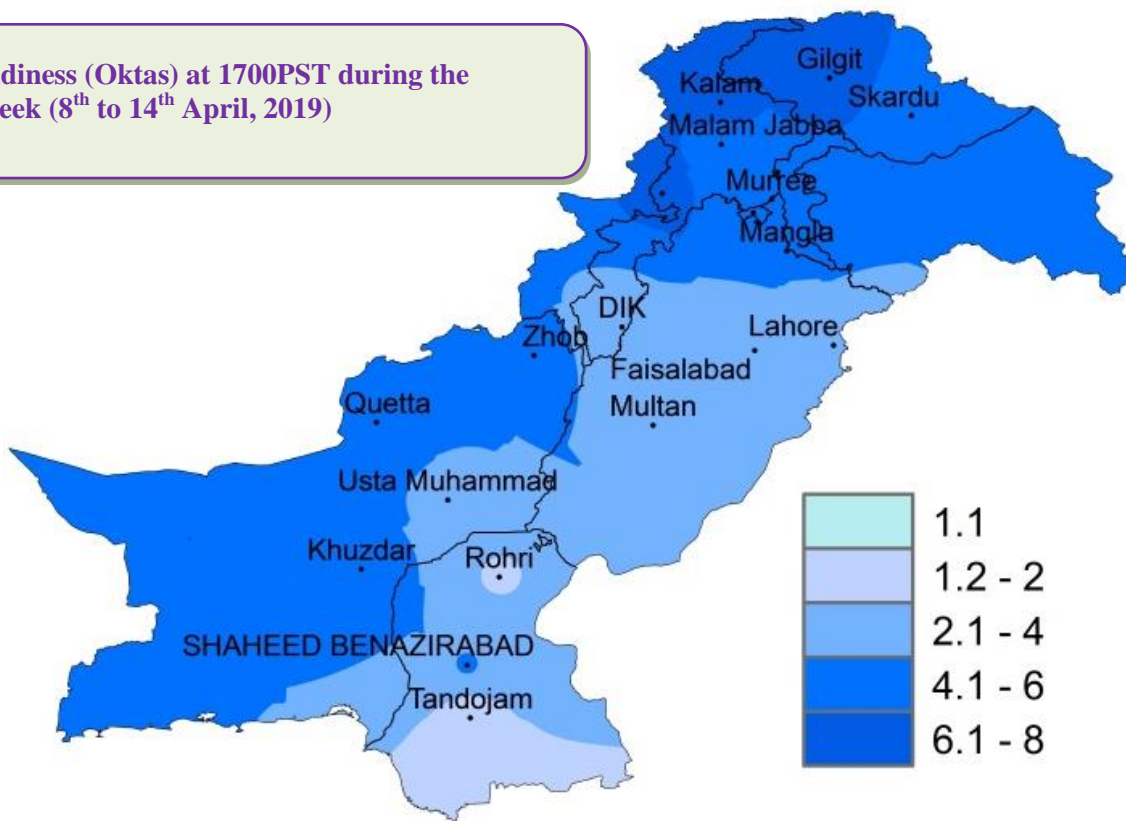 diness (Oktas) at 1700PST during the
eek (8th to 14th April, 2019)
Gilgit
Kalam
Skardu
Malam Jabba
Murree
Mangla
DIK
Lahore
Zhob
Faisalabad
Quetta
Multan
Usta Muhammad
Khuzdar
Rohri
SHAHEED BENAZIRABAD
Tandojam
1.1
1.2 - 2
2.1 - 4
4.1 - 6
6.1 - 8